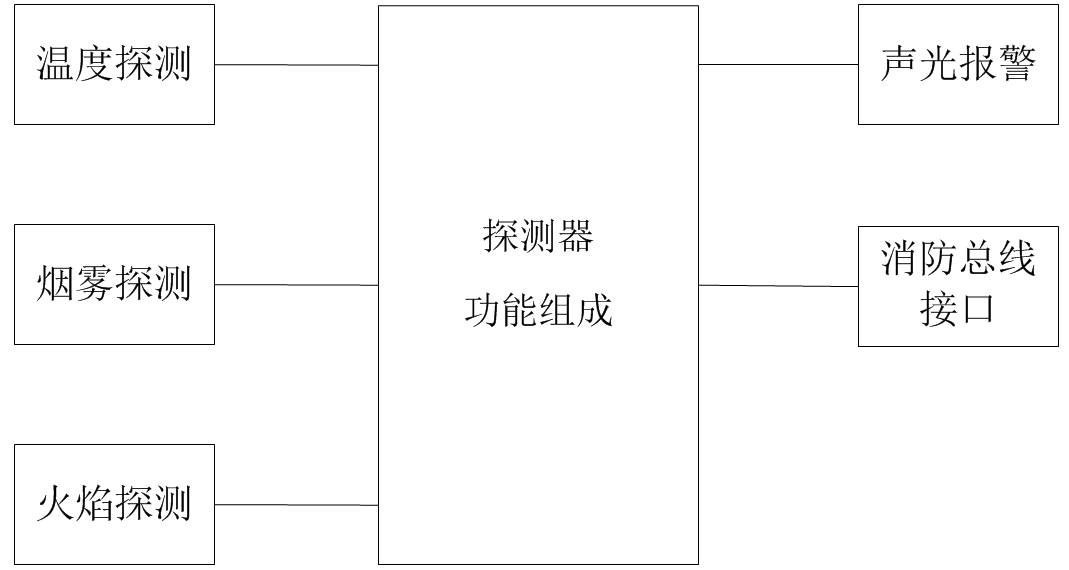 温度探测
烟雾探测
火焰探测
探测器
功能组成
声光报警
消防总线
接口